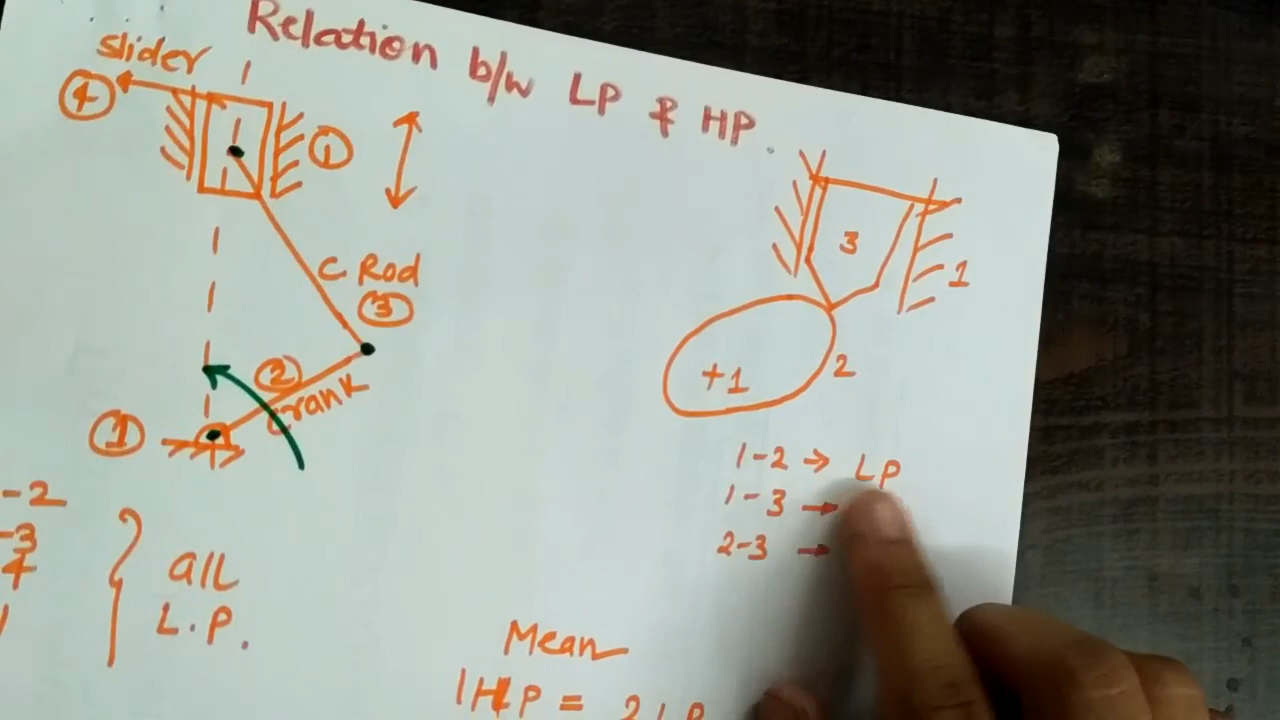 Relation b/w LP & HP.
slider
4
1
C Rod
3
2
Crank
1
3
1
+1
2
1-2 → LP
1-3 →
2-3 →
-2
-3
4
all
L.P.
Mean
1HP = 2LP